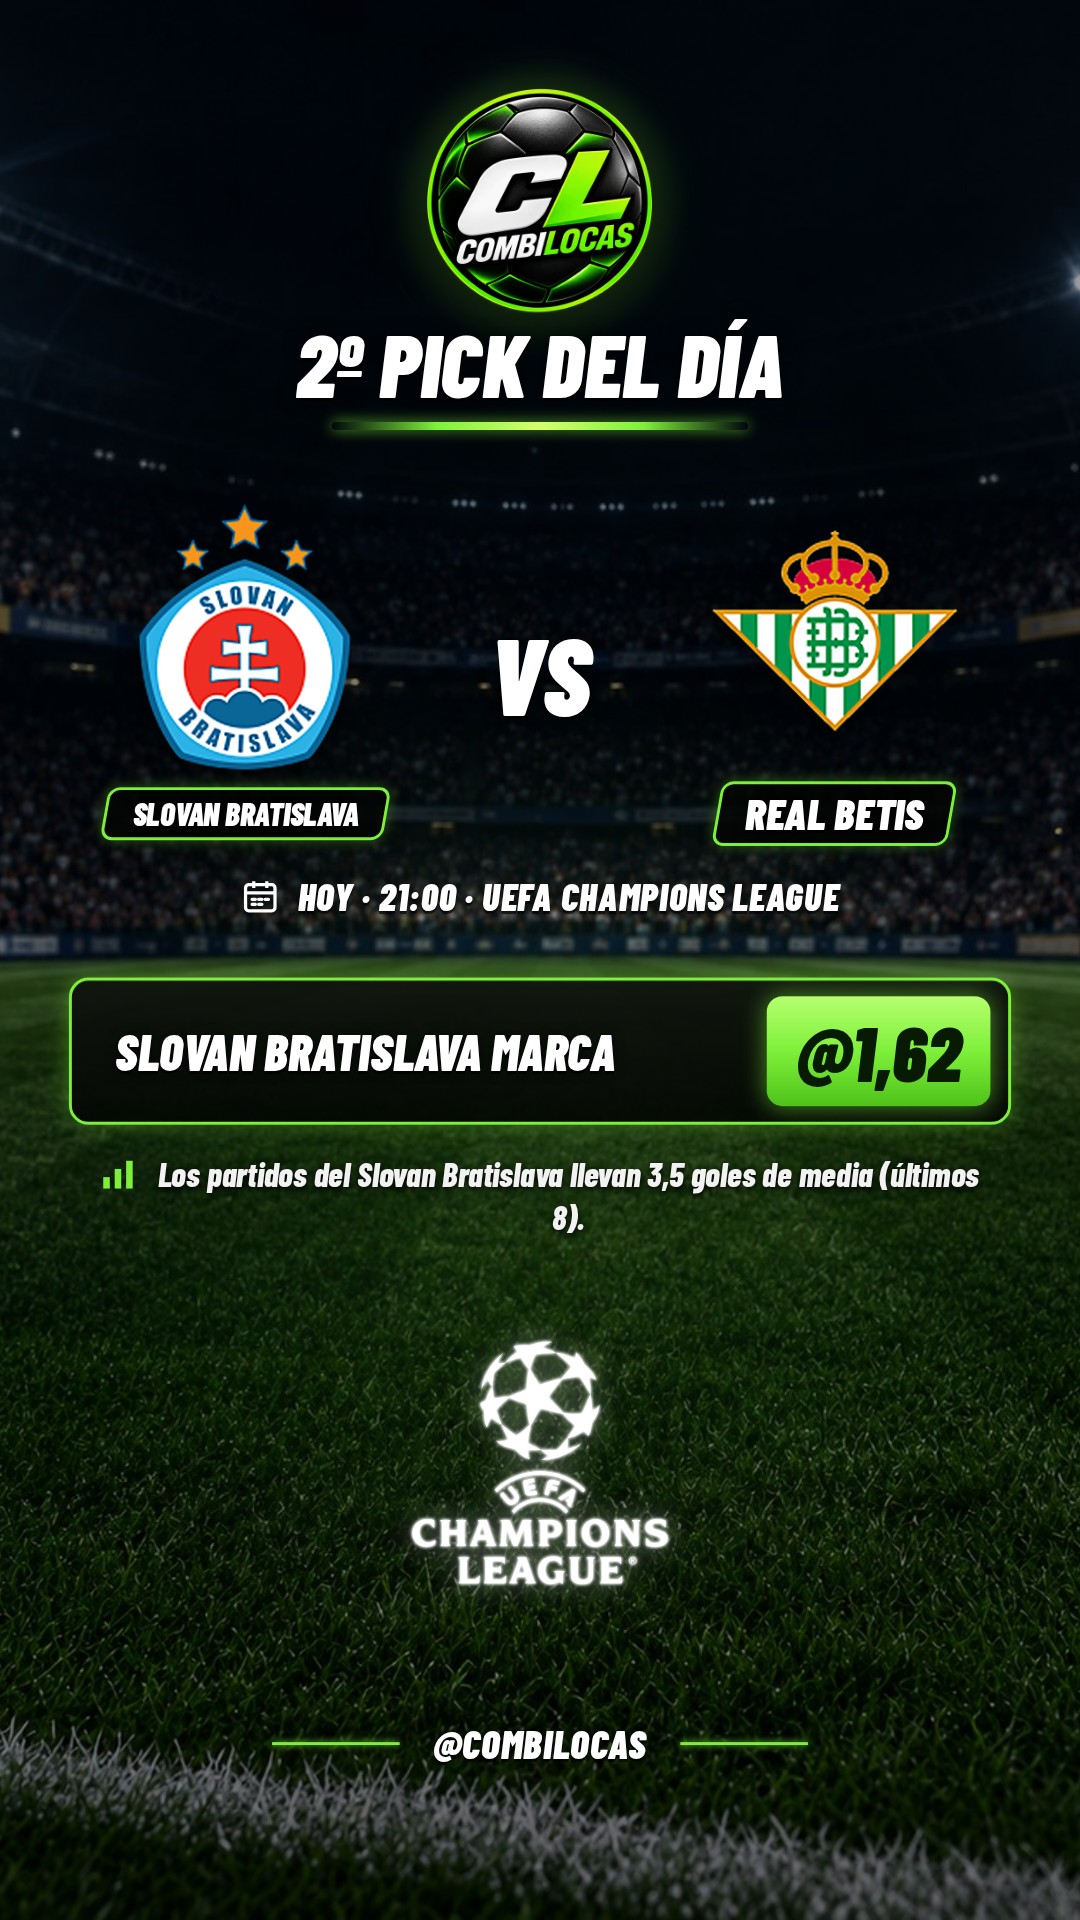 CL
COMBILOCAS
2º PICK DEL DÍA
SLOVAN
BRATISLAVA
VS
SLOVAN BRATISLAVA
REAL BETIS
HOY · 21:00 · UEFA CHAMPIONS LEAGUE
SLOVAN BRATISLAVA MARCA
@1,62
Los partidos del Slovan Bratislava llevan 3,5 goles de media (últimos
8).
UEFA
CHAMPIONS
LEAGUE®
@COMBILOCAS